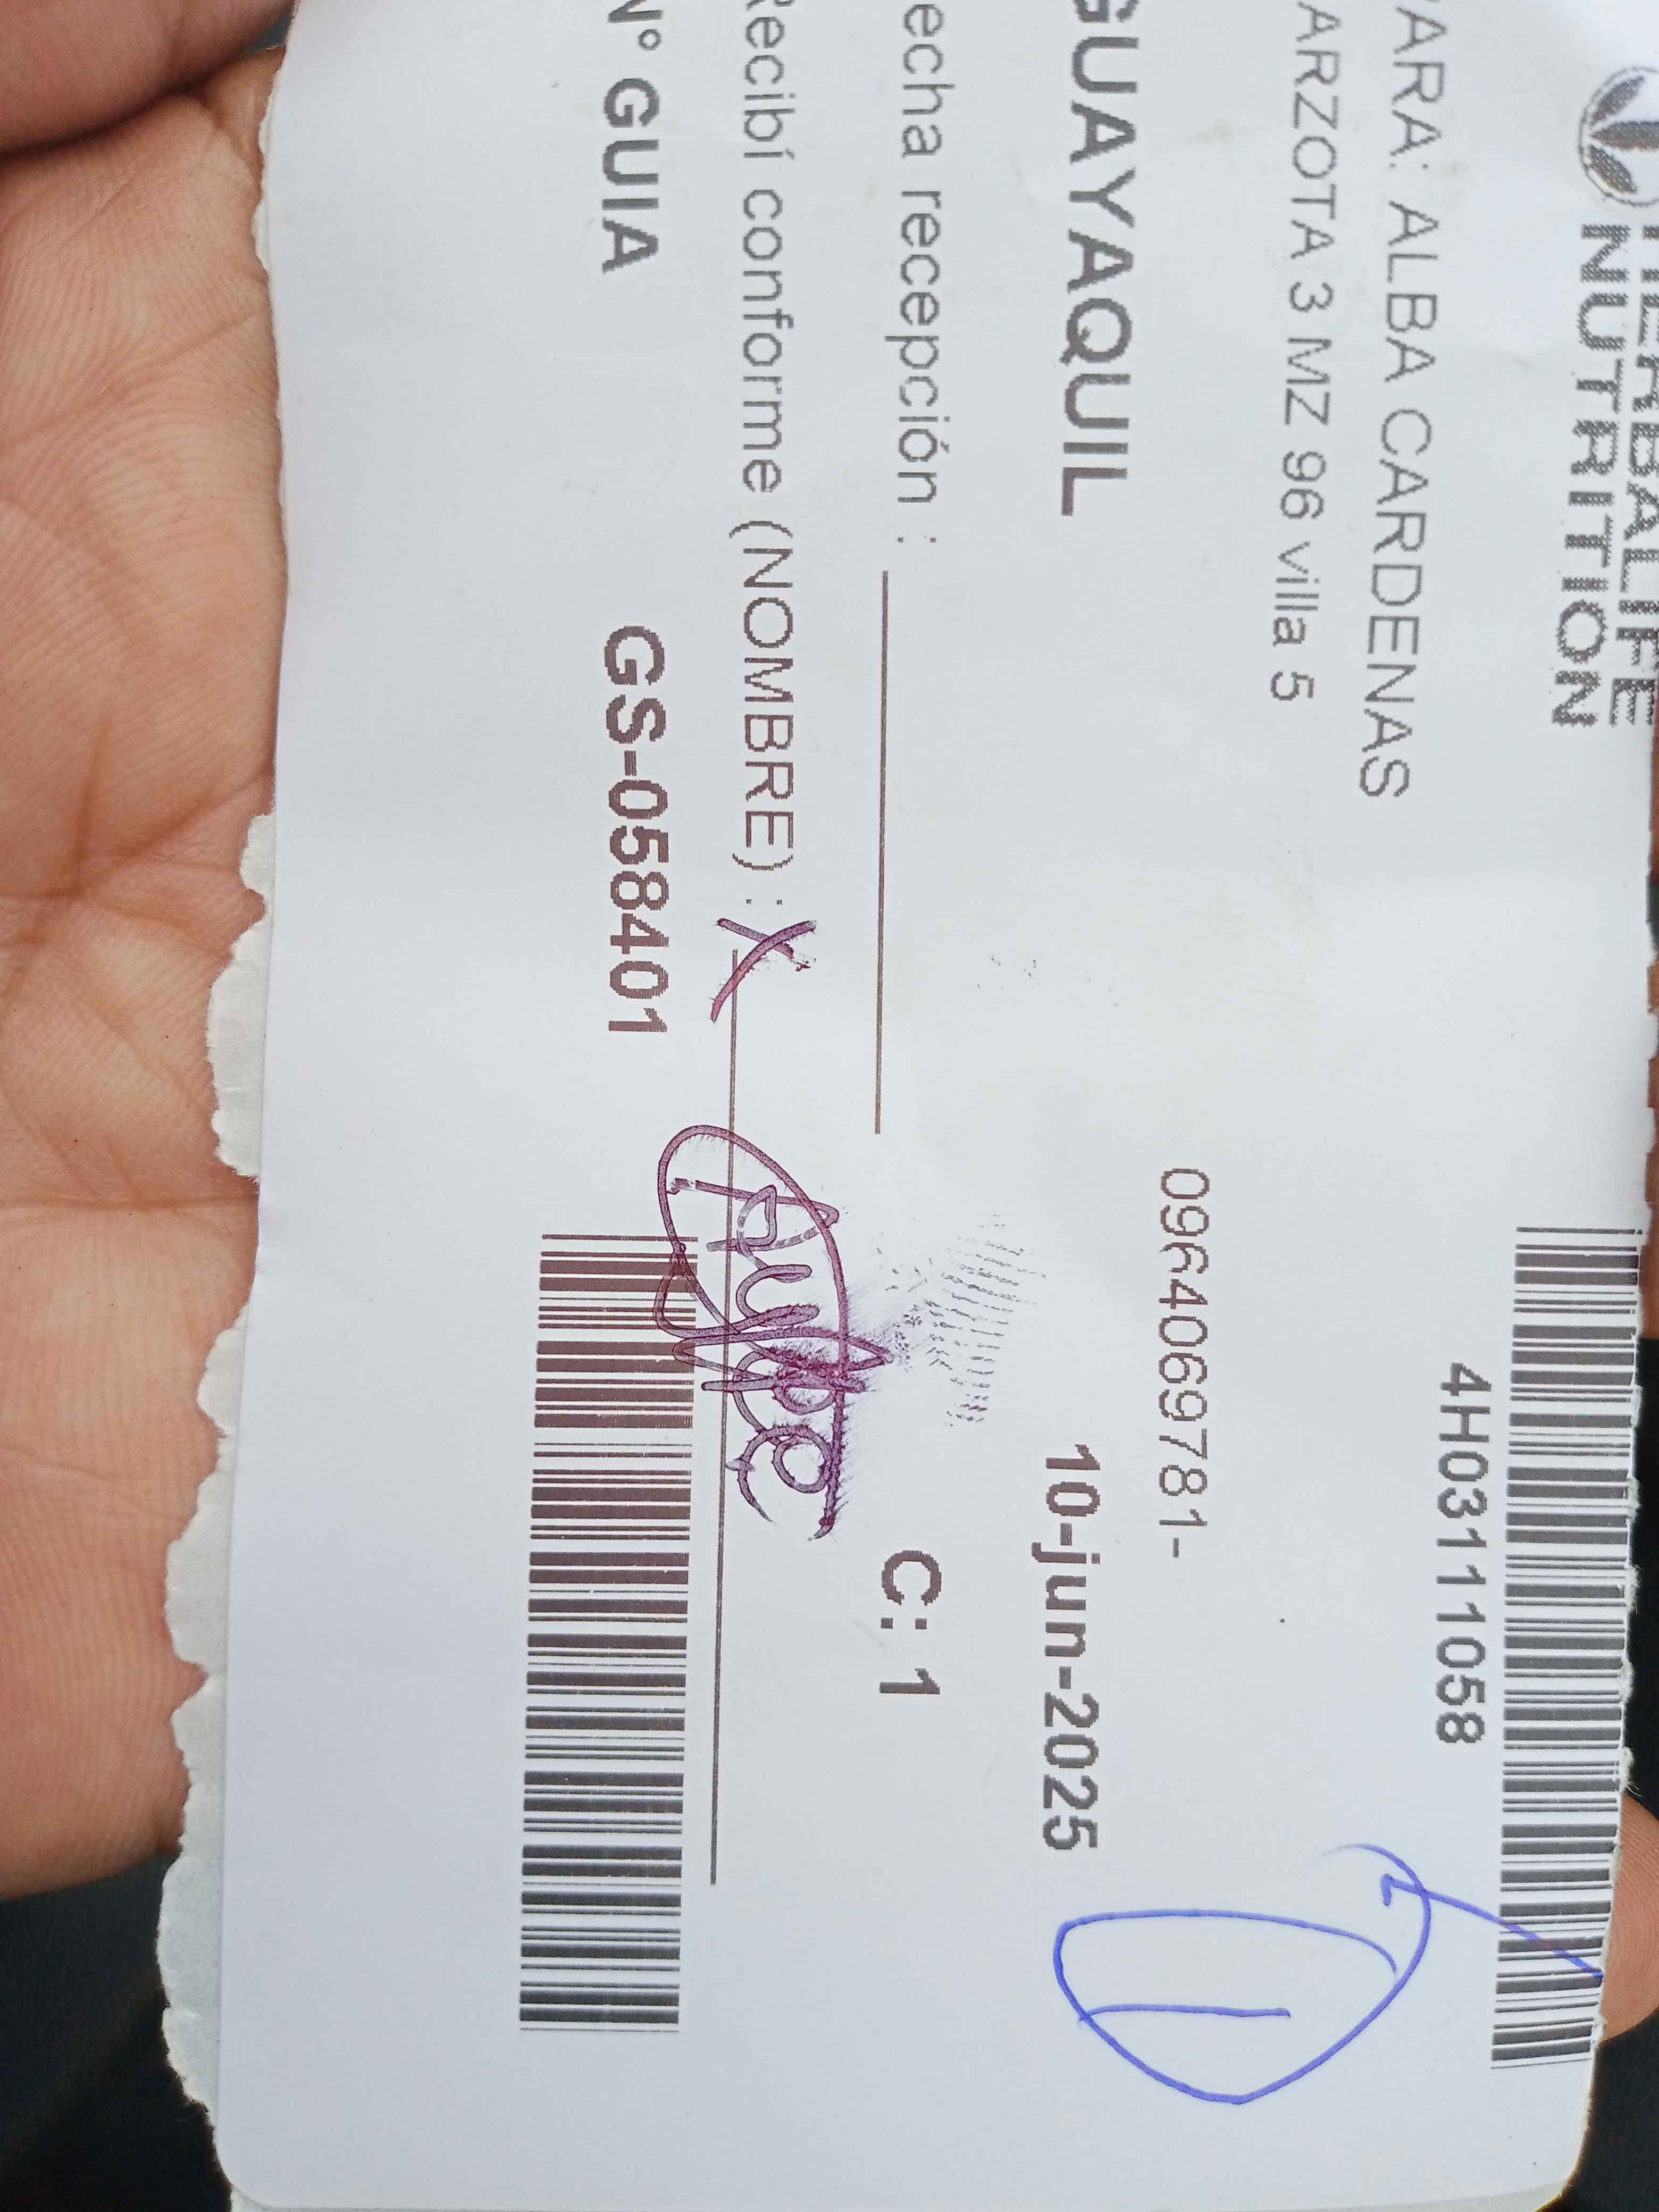 HERBALIFE
NUTRITION
4H03111058
PARA: ALBA CARDENAS
ARZOTA 3 MZ 96 villa 5
0964069781-
GUAYAQUIL
10-jun-2025
echa recepción :
C: 1
Recibí conforme (NOMBRE) : X
N° GUIA GS-058401